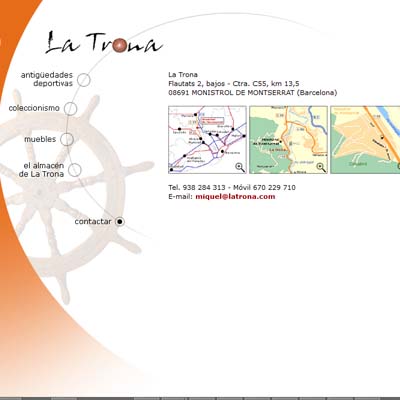 La Trona
antigüedades
deportivas
coleccionismo
muebles
el almacén
de La Trona
contactar
La Trona
Flautats 2, bajos - Ctra. C55, km 13,5
08691 MONISTROL DE MONTSERRAT (Barcelona)
Tel. 938 284 313 - Móvil 670 229 710
E-mail: miquel@latrona.com